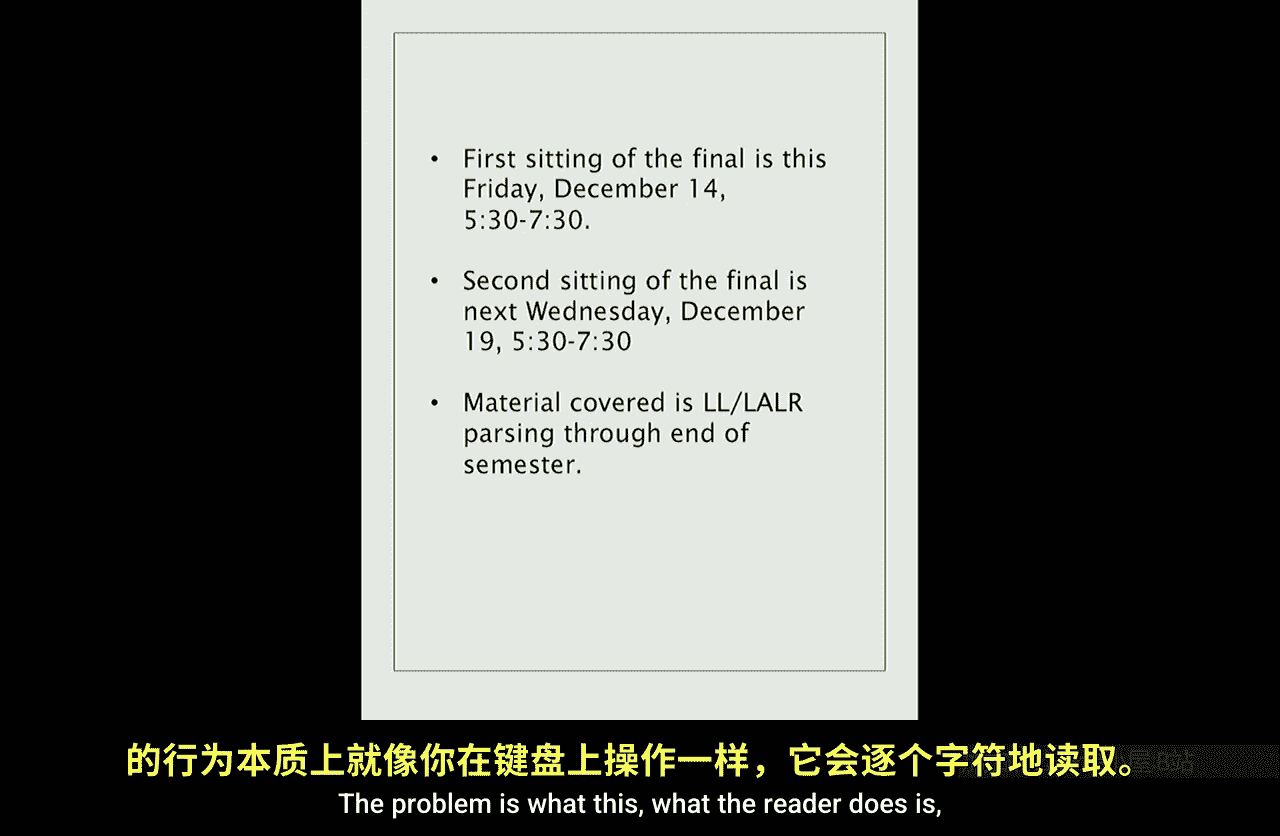 • First sitting of the final is this
Friday, December 14,
5:30-7:30.
• Second sitting of the final is
next Wednesday, December
19, 5:30-7:30
• Material covered is LL/LALR
parsing through end of
semester.
的行为本质上就像你在键盘上操作一样，它会逐个字符地读取。
屋B站
The problem is what this, what the reader does is,